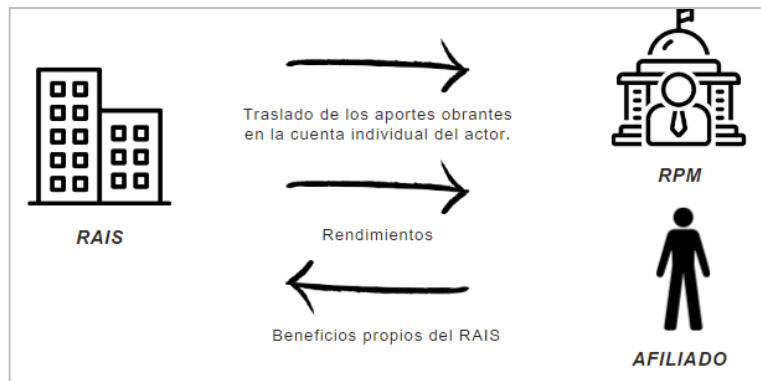 Traslado de los aportes obrantes
en la cuenta individual del actor.
RPM
RAIS
Rendimientos
Beneficios propios del RAIS
AFILIADO